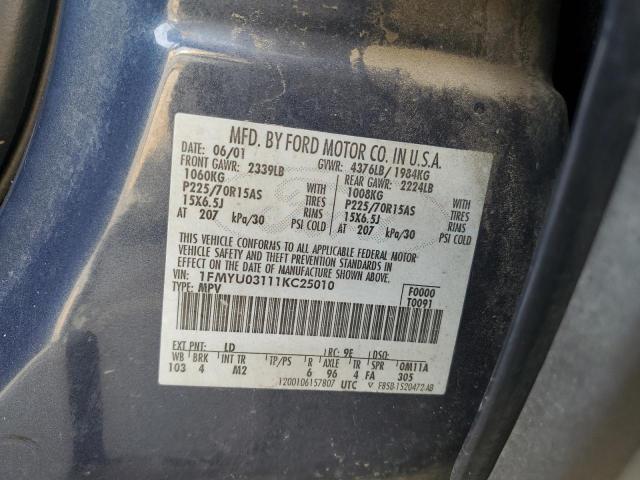 MFD. BY FORD MOTOR CO. IN U.S.A.
DATE: 06/01 GVWR: 4376LB/ 1984KG
FRONT GAWR: 2339LB REAR GAWR: 2224LB
1060KG WITH 1008KG WITH
P225/70R15AS TIRES P225/70R15AS TIRES
15X6.5J RIMS 15X6.5J RIMS
AT 207 kPa/30 PSI COLD AT 207 kPa/30 PSI COLD
THIS VEHICLE CONFORMS TO ALL APPLICABLE FEDERAL MOTOR
VEHICLE SAFETY AND THEFT PREVENTION STANDARDS IN EFFECT
ON THE DATE OF MANUFACTURE SHOWN ABOVE.
VIN: 1FMYU03111KC25010 F0000
TYPE: MPV T0091
EXT PNT: LD RC: 9E DSO:
WB BRK INT TR TP/PS R AXLE FA SPR 0M11A
103 4 M2 6 96 4 305
1200106157807 UTC F85B-1520472-AB